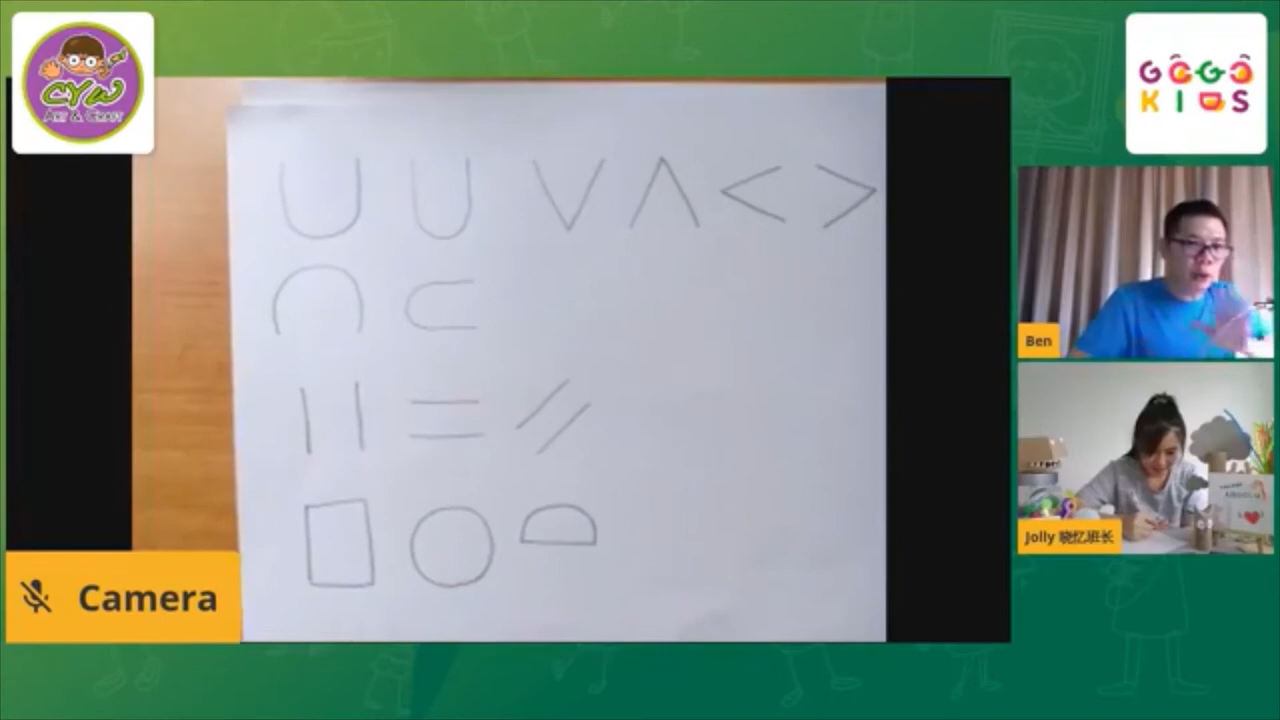 CYW
ART & CRAFT
GOGO
KIDS
U U V Λ < >
Ben
Jolly 晓忆班长
Camera